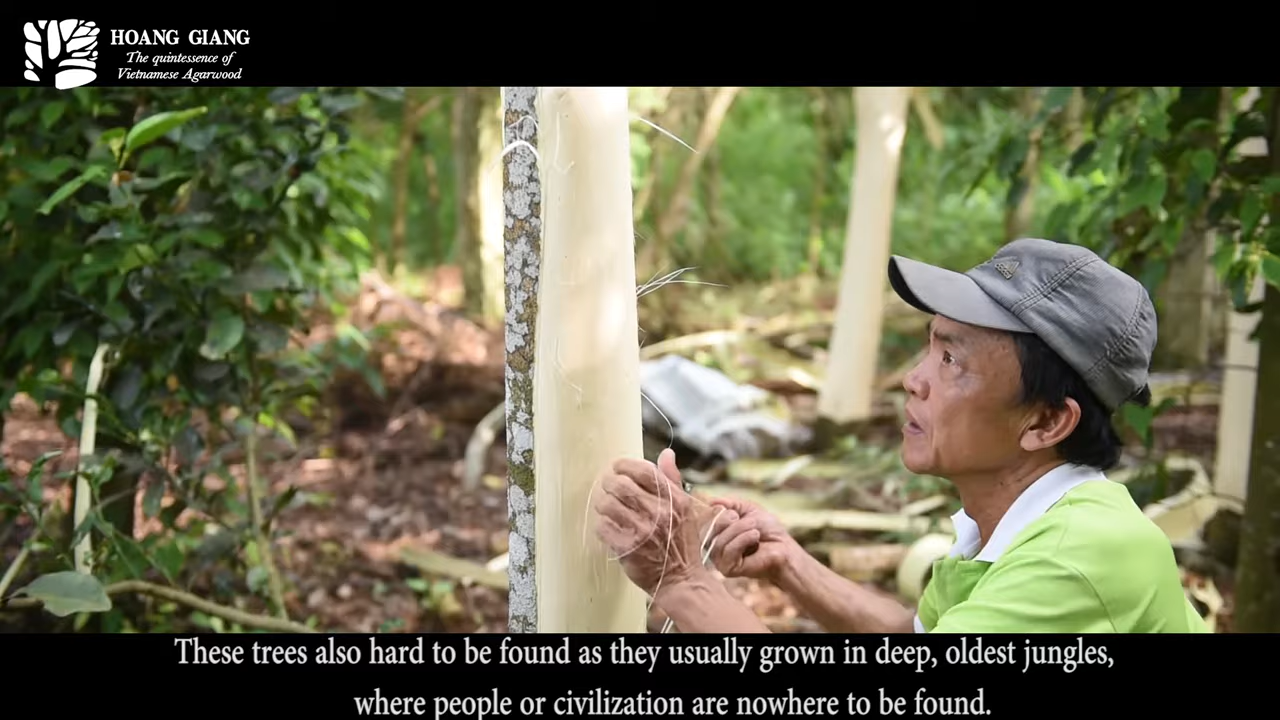 HOANG GIANG
The quintessence of
Vietnamese Agarwood
These trees also hard to be found as they usually grown in deep, oldest jungles,
where people or civilization are nowhere to be found.